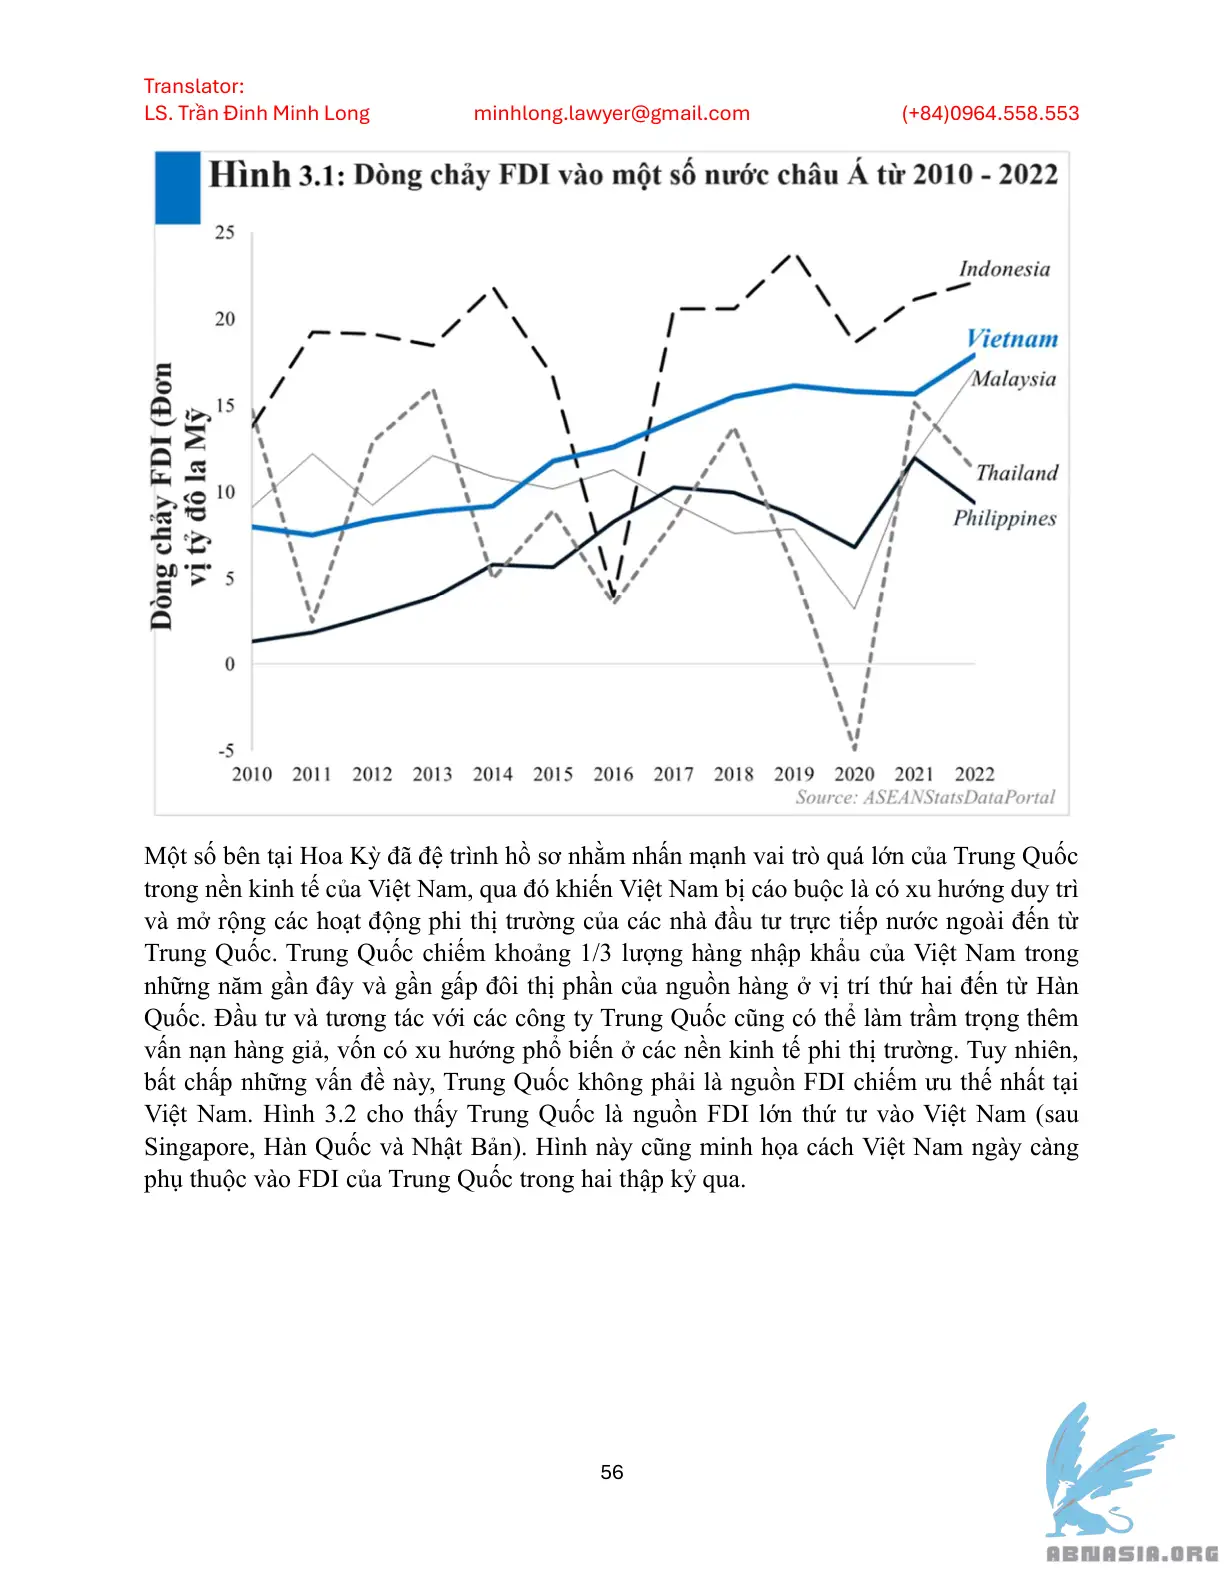 Translator:
LS. Trần Đình Minh Long minhlong.lawyer@gmail.com (+84)0964.558.553
Hình 3.1: Dòng chảy FDI vào một số nước châu Á từ 2010 - 2022
Dòng chảy FDI (Đơn
vị tỷ đô la Mỹ
25
20
15
10
5
0
-5
Indonesia
Vietnam
Malaysia
Thailand
Philippines
2010 2011 2012 2013 2014 2015 2016 2017 2018 2019 2020 2021 2022
Source: ASEANStatsDataPortal
Một số bên tại Hoa Kỳ đã đệ trình hồ sơ nhằm nhấn mạnh vai trò quá lớn của Trung Quốc
trong nền kinh tế của Việt Nam, qua đó khiến Việt Nam bị cáo buộc là có xu hướng duy trì
và mở rộng các hoạt động phi thị trường của các nhà đầu tư trực tiếp nước ngoài đến từ
Trung Quốc. Trung Quốc chiếm khoảng 1/3 lượng hàng nhập khẩu của Việt Nam trong
những năm gần đây và gần gấp đôi thị phần của nguồn hàng ở vị trí thứ hai đến từ Hàn
Quốc. Đầu tư và tương tác với các công ty Trung Quốc cũng có thể làm trầm trọng thêm
vấn nạn hàng giả, vốn có xu hướng phổ biến ở các nền kinh tế phi thị trường. Tuy nhiên,
bất chấp những vấn đề này, Trung Quốc không phải là nguồn FDI chiếm ưu thế nhất tại
Việt Nam. Hình 3.2 cho thấy Trung Quốc là nguồn FDI lớn thứ tư vào Việt Nam (sau
Singapore, Hàn Quốc và Nhật Bản). Hình này cũng minh họa cách Việt Nam ngày càng
phụ thuộc vào FDI của Trung Quốc trong hai thập kỷ qua.
56
ABNASIA.ORG